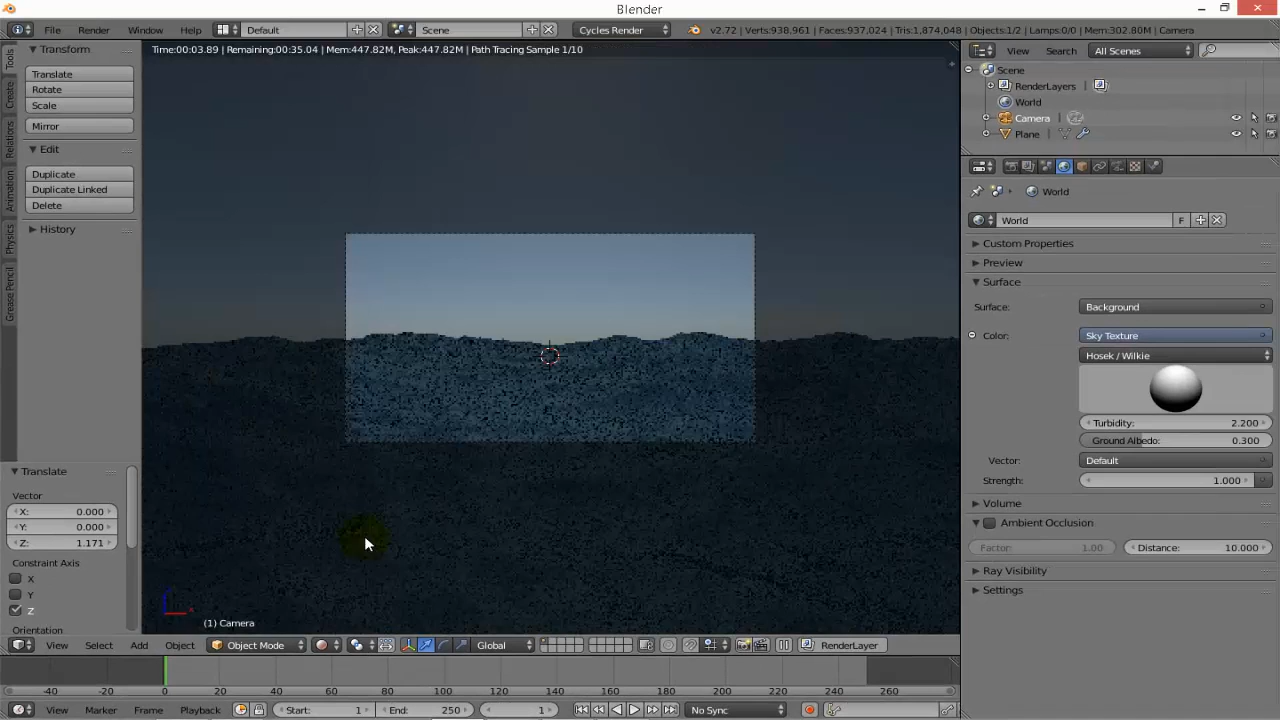 Blender
File Render Window Help Default Scene Cycles Render v2.72 | Verts:938,961 | Faces:937,024 | Tris:1,874,048 | Objects:1/2 | Lamps:0/0 | Mem:302.80M | Camera
Transform
Time:00:03.89 | Remaining:00:35.04 | Mem:447.82M, Peak:447.82M | Path Tracing Sample 1/10
View Search All Scenes
Tools
Create
Relations
Animation
Physics
Grease Pencil
Translate
Rotate
Scale
Mirror
Edit
Duplicate
Duplicate Linked
Delete
History
Scene
RenderLayers
World
Camera
Plane
World
World F
Custom Properties
Preview
Surface
Surface: Background
Color: Sky Texture
Hosek / Wilkie
Turbidity: 2.200
Ground Albedo: 0.300
Vector: Default
Strength: 1.000
Volume
Ambient Occlusion
Factor: 1.00 Distance: 10.000
Ray Visibility
Settings
Translate
Vector
X: 0.000
Y: 0.000
Z: 1.171
Constraint Axis
X
Y
Z
Orientation
(1) Camera
View Select Add Object Object Mode Global RenderLayer
-40 -20 0 20 40 60 80 100 120 140 160 180 200 220 240 260
View Marker Frame Playback Start: 1 End: 250 1 No Sync